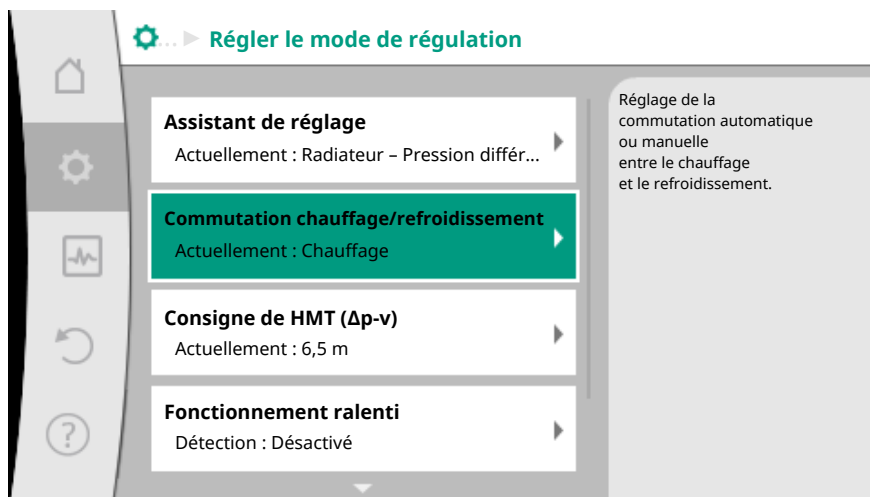 ... Régler le mode de régulation
Assistant de réglage
Actuellement : Radiateur – Pression différ...
Commutation chauffage/refroidissement
Actuellement : Chauffage
Consigne de HMT (Δp-v)
Actuellement : 6,5 m
Fonctionnement ralenti
Détection : Désactivé
Réglage de la
commutation automatique
ou manuelle
entre le chauffage
et le refroidissement.
?